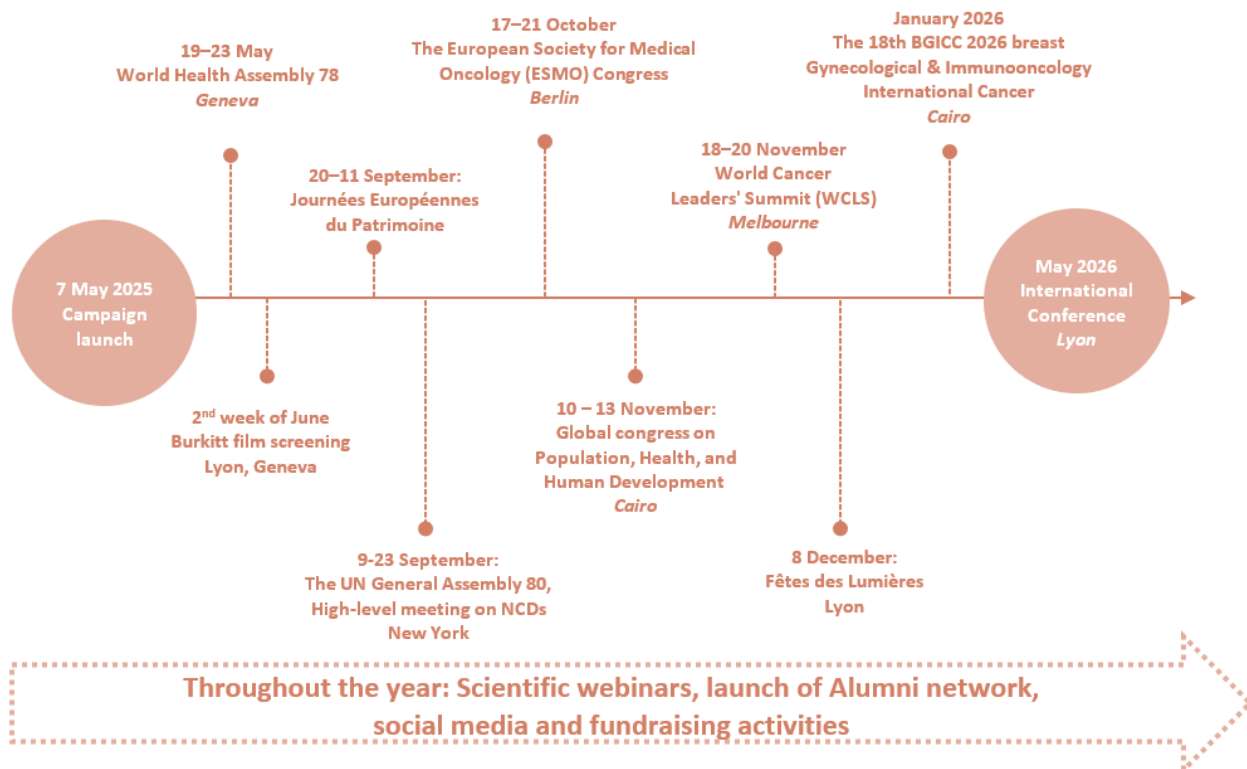 7 May 2025
Campaign
launch
19–23 May
World Health Assembly 78
Geneva
2nd week of June
Burkitt film screening
Lyon, Geneva
20–11 September:
Journées Européennes
du Patrimoine
9-23 September:
The UN General Assembly 80,
High-level meeting on NCDs
New York
17–21 October
The European Society for Medical
Oncology (ESMO) Congress
Berlin
10 – 13 November:
Global congress on
Population, Health, and
Human Development
Cairo
18–20 November
World Cancer
Leaders' Summit (WCLS)
Melbourne
8 December:
Fêtes des Lumières
Lyon
January 2026
The 18th BGICC 2026 breast
Gynecological & Immunooncology
International Cancer
Cairo
May 2026
International
Conference
Lyon
Throughout the year: Scientific webinars, launch of Alumni network,
social media and fundraising activities